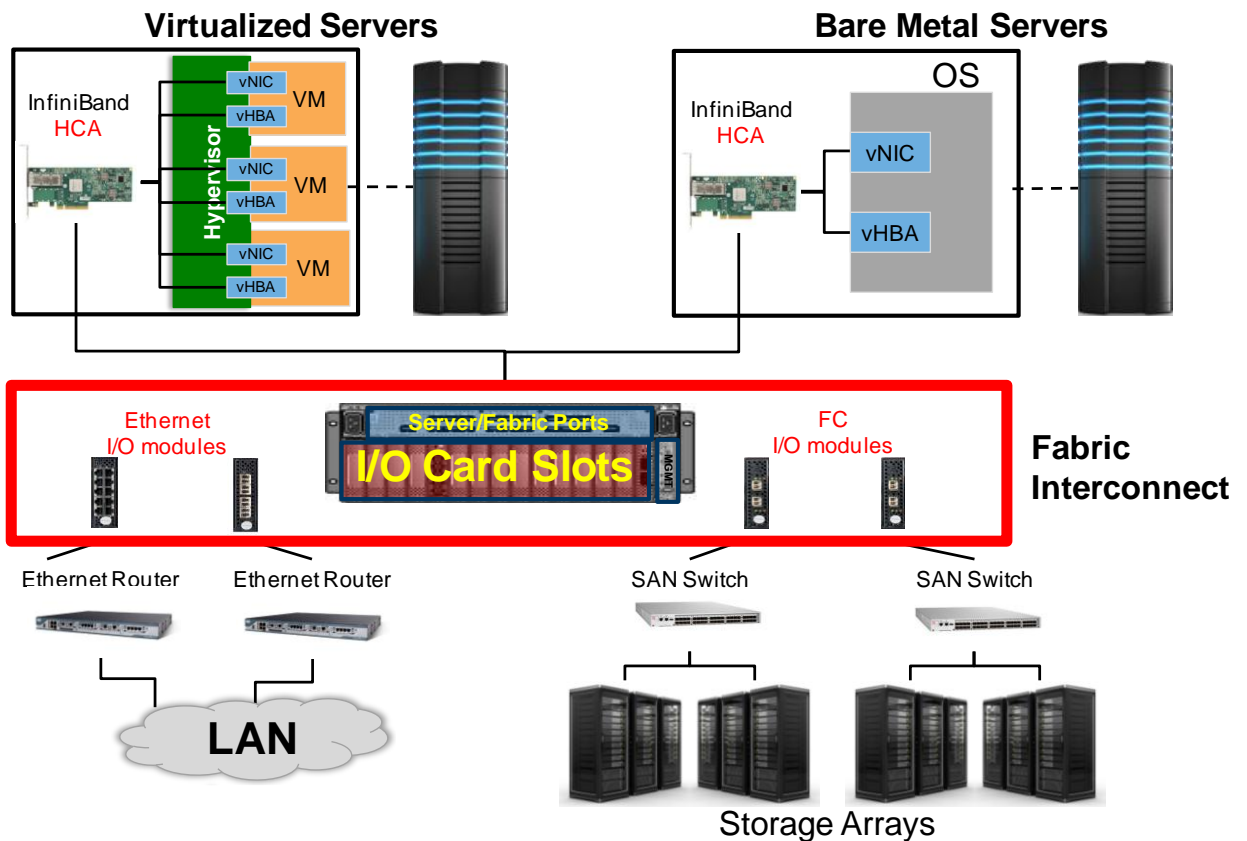 Virtualized Servers
Bare Metal Servers
InfiniBand
HCA
Hypervisor
vNIC
vHBA
VM
vNIC
vHBA
VM
vNIC
vHBA
VM
OS
InfiniBand
HCA
vNIC
vHBA
Ethernet
I/O modules
Server/Fabric Ports
I/O Card Slots
MGMT
FC
I/O modules
Fabric
Interconnect
Ethernet Router
Ethernet Router
SAN Switch
SAN Switch
LAN
Storage Arrays